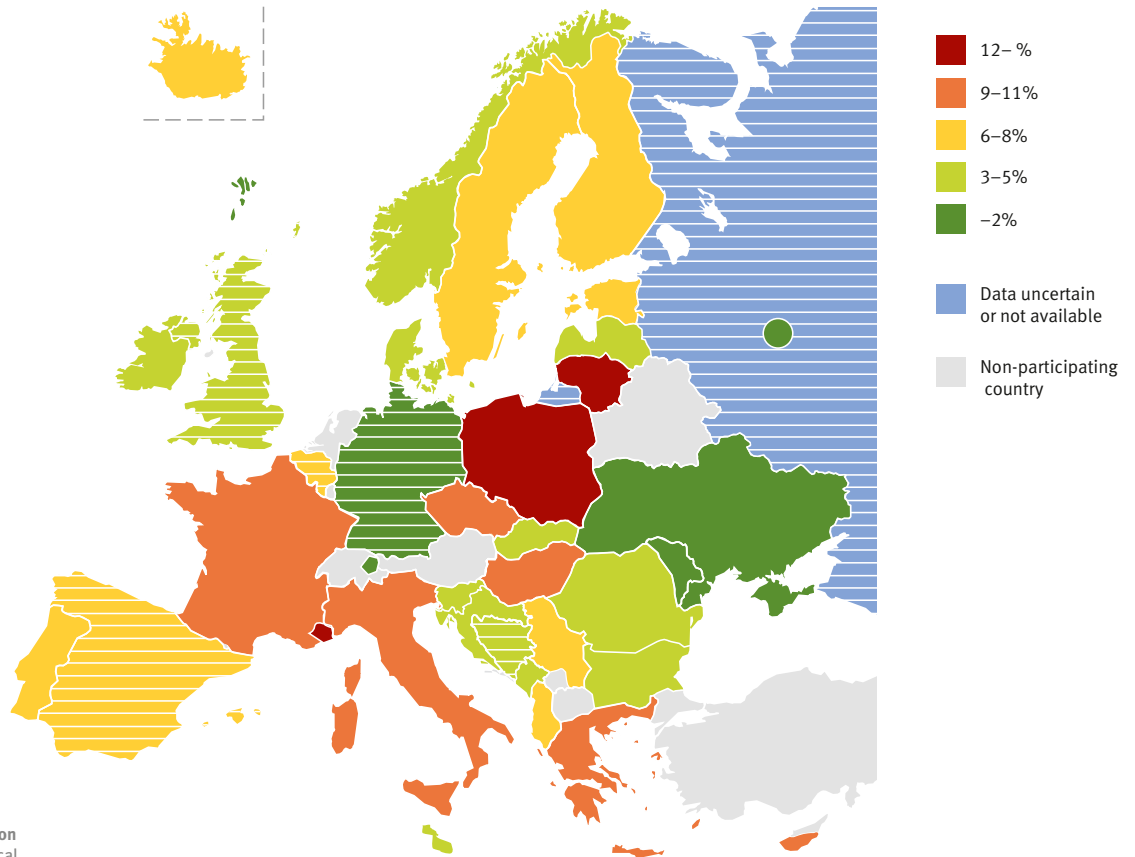 12– %
9–11%
6–8%
3–5%
–2%
Data uncertain
or not available
Non-participating
country